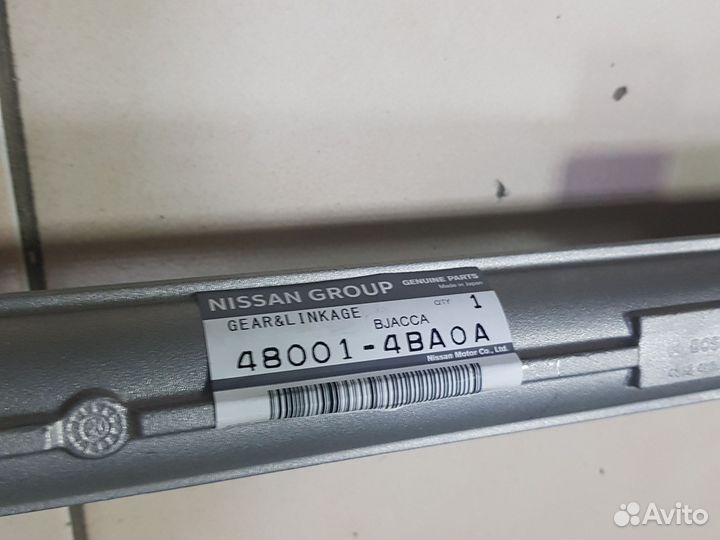 NISSAN GROUP GENUINE PARTS
Made in Japan
GEAR&LINKAGE BJACCA QTY 1
48001-4BA0A
Nissan Motor Co., Ltd.
Avito